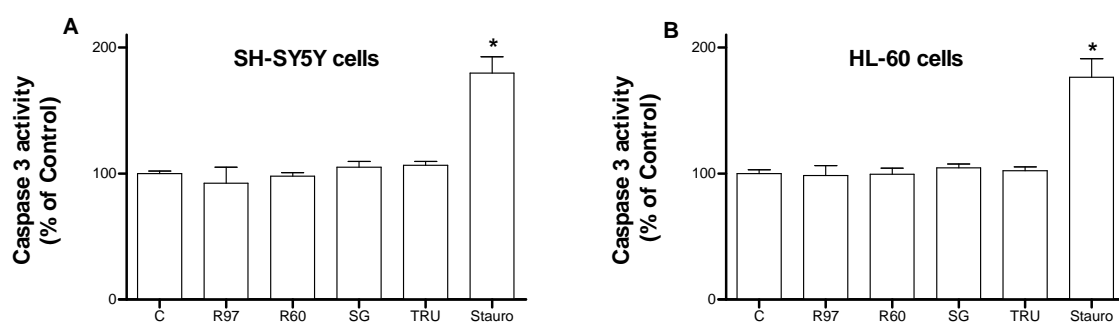 A
SH-SY5Y cells
*
Caspase 3 activity
(% of Control)
200
100
0
C R97 R60 SG TRU Stauro
B
HL-60 cells
*
Caspase 3 activity
(% of Control)
200
100
0
C R97 R60 SG TRU Stauro